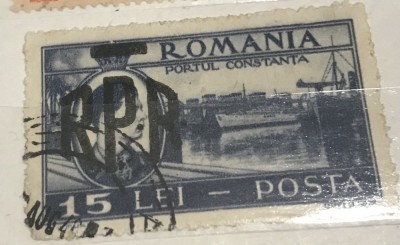 ROMANIA
PORTUL CONSTANTA
RPR
15 LEI — POSTA